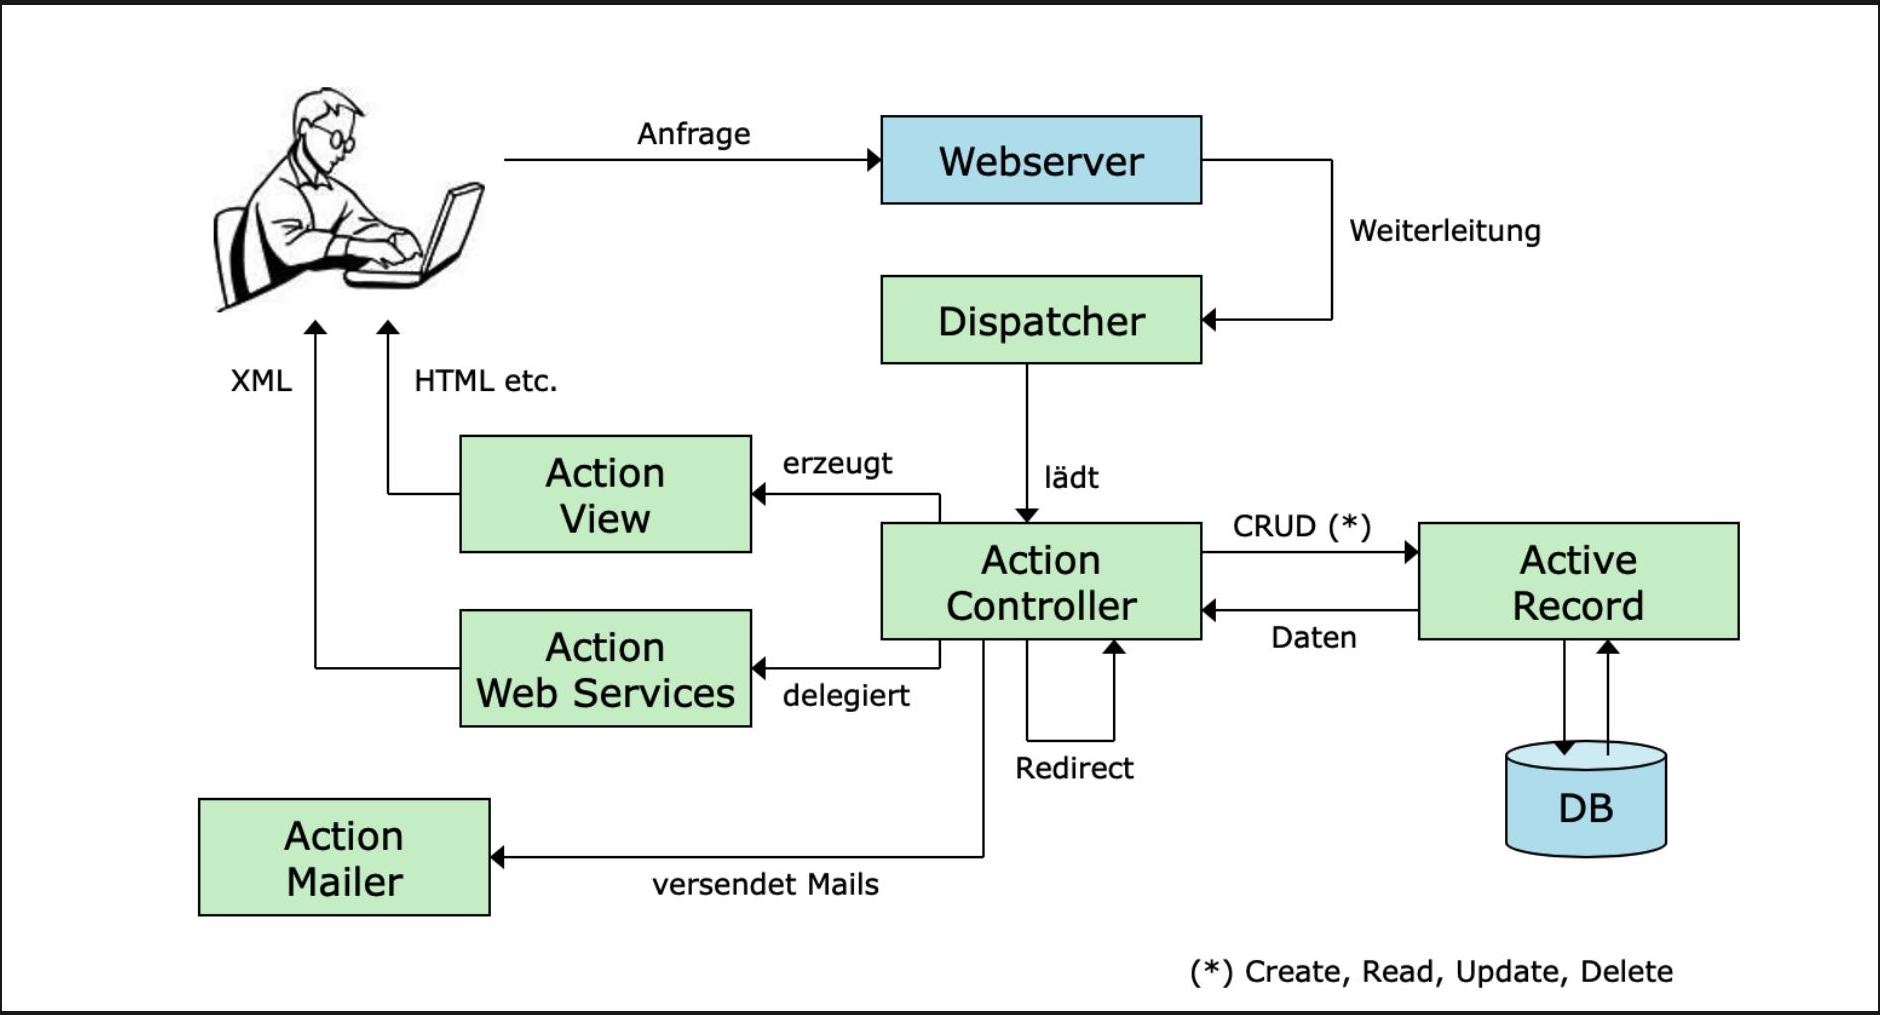 Anfrage
Webserver
Weiterleitung
Dispatcher
XML
HTML etc.
Action
View
erzeugt
lädt
Action
Controller
CRUD (*)
Active
Record
Daten
Action
Web Services
delegiert
Redirect
DB
Action
Mailer
versendet Mails
(*) Create, Read, Update, Delete